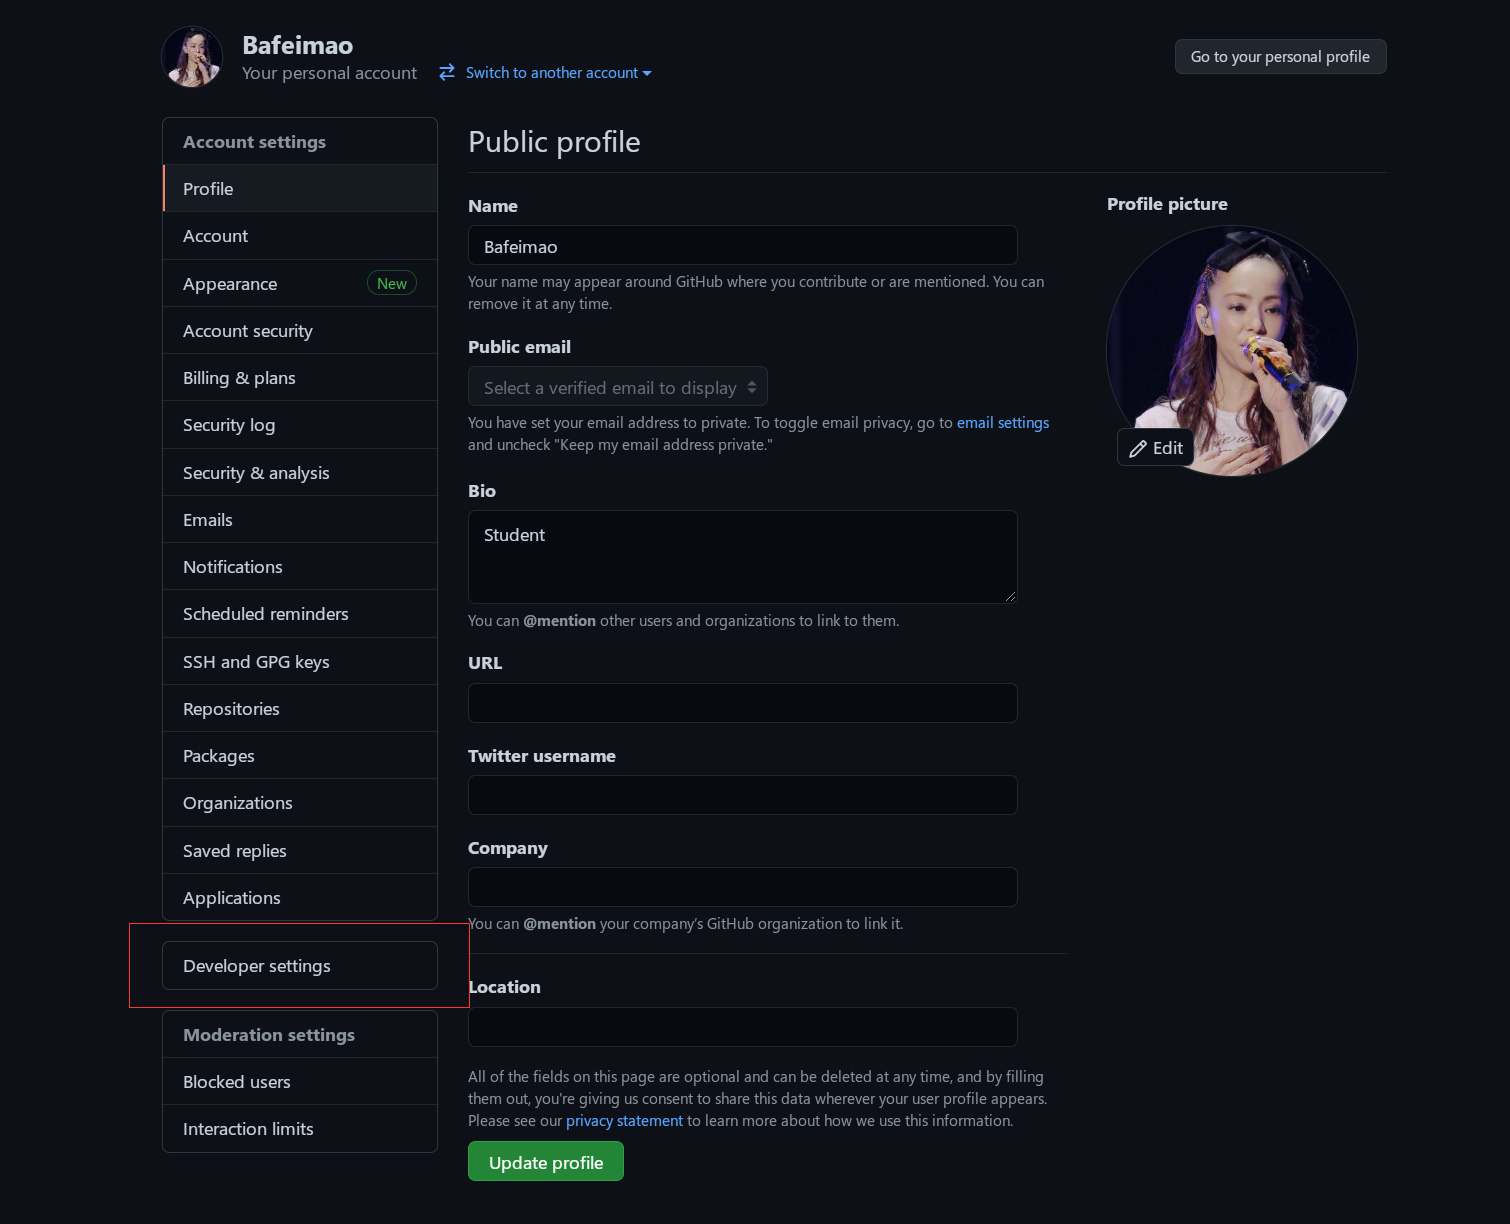 Bafeimao
Your personal account
Switch to another account
Go to your personal profile
Account settings
Profile
Account
Appearance
New
Account security
Billing & plans
Security log
Security & analysis
Emails
Notifications
Scheduled reminders
SSH and GPG keys
Repositories
Packages
Organizations
Saved replies
Applications
Developer settings
Moderation settings
Blocked users
Interaction limits
Public profile
Name
Bafeimao
Your name may appear around GitHub where you contribute or are mentioned. You can
remove it at any time.
Public email
Select a verified email to display
You have set your email address to private. To toggle email privacy, go to email settings
and uncheck "Keep my email address private."
Bio
Student
You can @mention other users and organizations to link to them.
URL
Twitter username
Company
You can @mention your company's GitHub organization to link it.
Location
All of the fields on this page are optional and can be deleted at any time, and by filling
them out, you're giving us consent to share this data wherever your user profile appears.
Please see our privacy statement to learn more about how we use this information.
Update profile
Profile picture
Edit